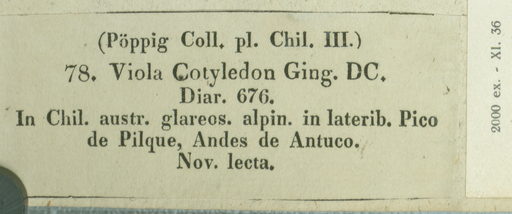 (Pöppig Coll. pl. Chil. III.)
78. Viola Cotyledon Ging. DC.
Diar. 676.
In Chil. austr. glareos. alpin. in laterib. Pico
de Pilque, Andes de Antuco.
Nov. lecta.
2000 ex. - XI. 36